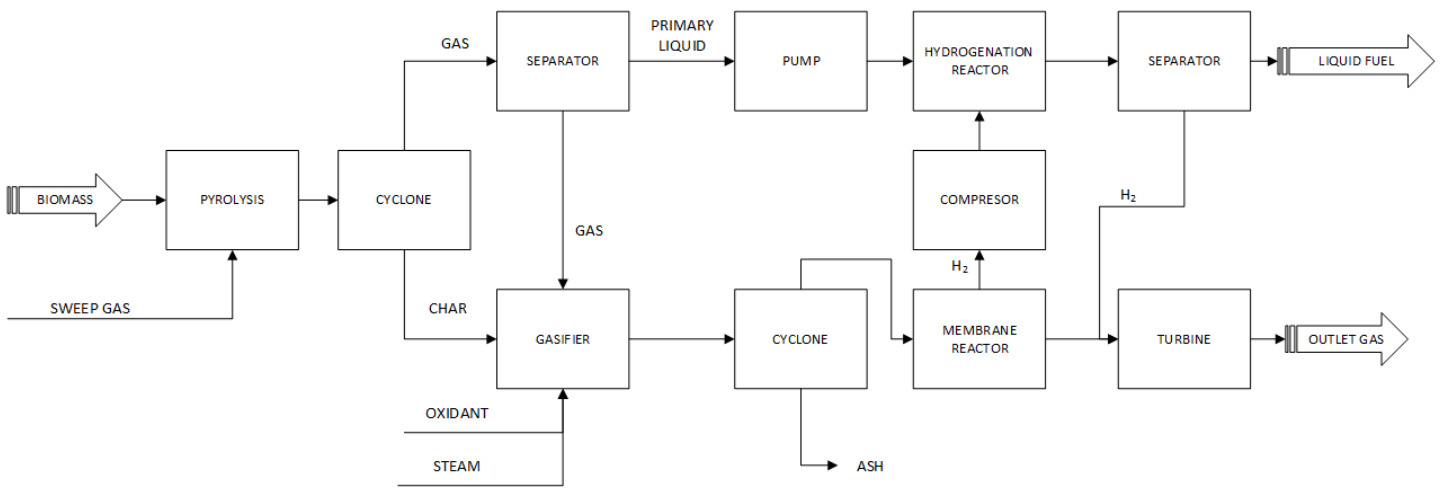 GAS
SEPARATOR
PRIMARY
LIQUID
PUMP
HYDROGENATION
REACTOR
SEPARATOR
LIQUID FUEL
BIOMASS
PYROLYSIS
CYCLONE
COMPRESOR
H₂
GAS
H₂
SWEEP GAS
CHAR
GASIFIER
CYCLONE
MEMBRANE
REACTOR
TURBINE
OUTLET GAS
OXIDANT
STEAM
ASH